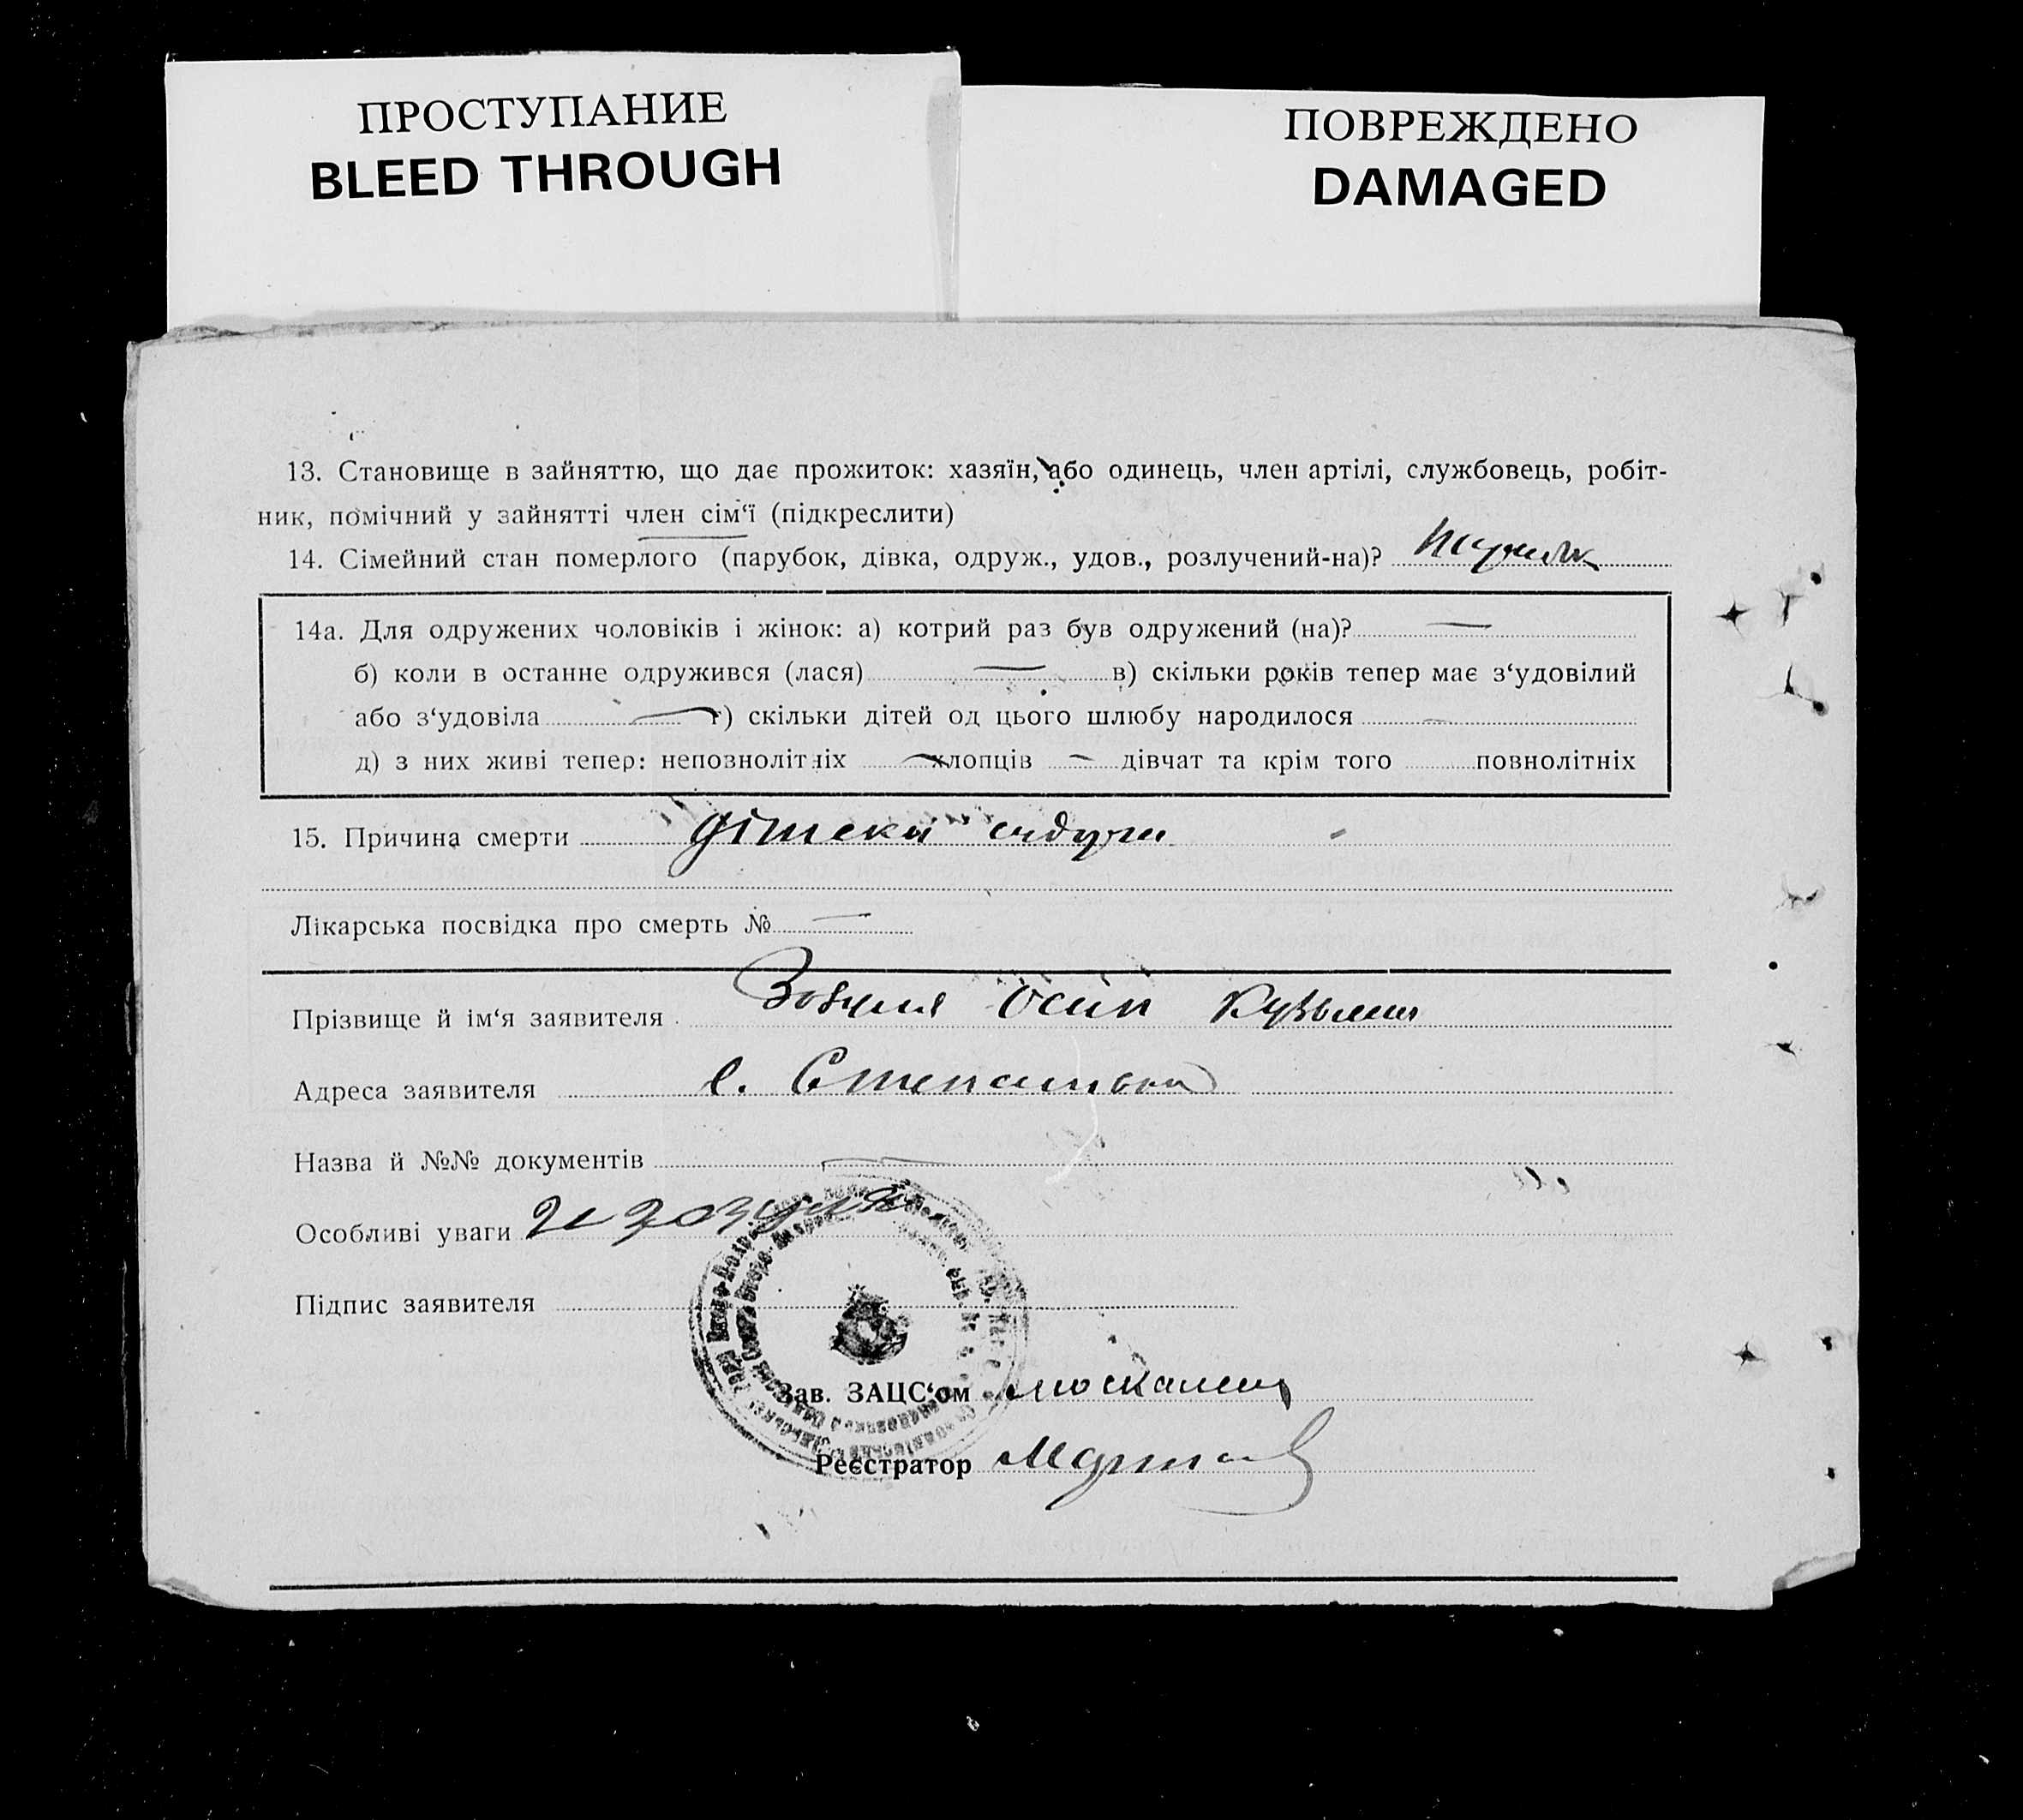 ПРОСТУПАНИЕ
BLEED THROUGH
ПОВРЕЖДЕНО
DAMAGED
13. Становище в зайняттю, що дає прожиток: хазяїн, або одинець, член артілі, службовець, робіт-
ник, помічний у зайнятті член сім‘ї (підкреслити)
14. Сімейний стан померлого (парубок, дівка, одруж., удов., розлучений-на)?
14а. Для одружених чоловіків і жінок: а) котрий раз був одружений (на)? —
б) коли в останне одружився (лася) — в) скільки років тепер має з‘удовілий
або з‘удовіла — г) скільки дітей од цього шлюбу народилося —
д) з них живі тепер: неповнолітніх — хлопців — дівчат та крім того повнолітніх
15. Причина смерти
Лікарська посвідка про смерть № —
Прізвище й ім‘я заявителя Зозуля Осип
Адреса заявителя с. Степанівка
Назва й №№ документів —
Особливі уваги
Підпис заявителя
Зав. ЗАЦС‘ом
Реєстратор